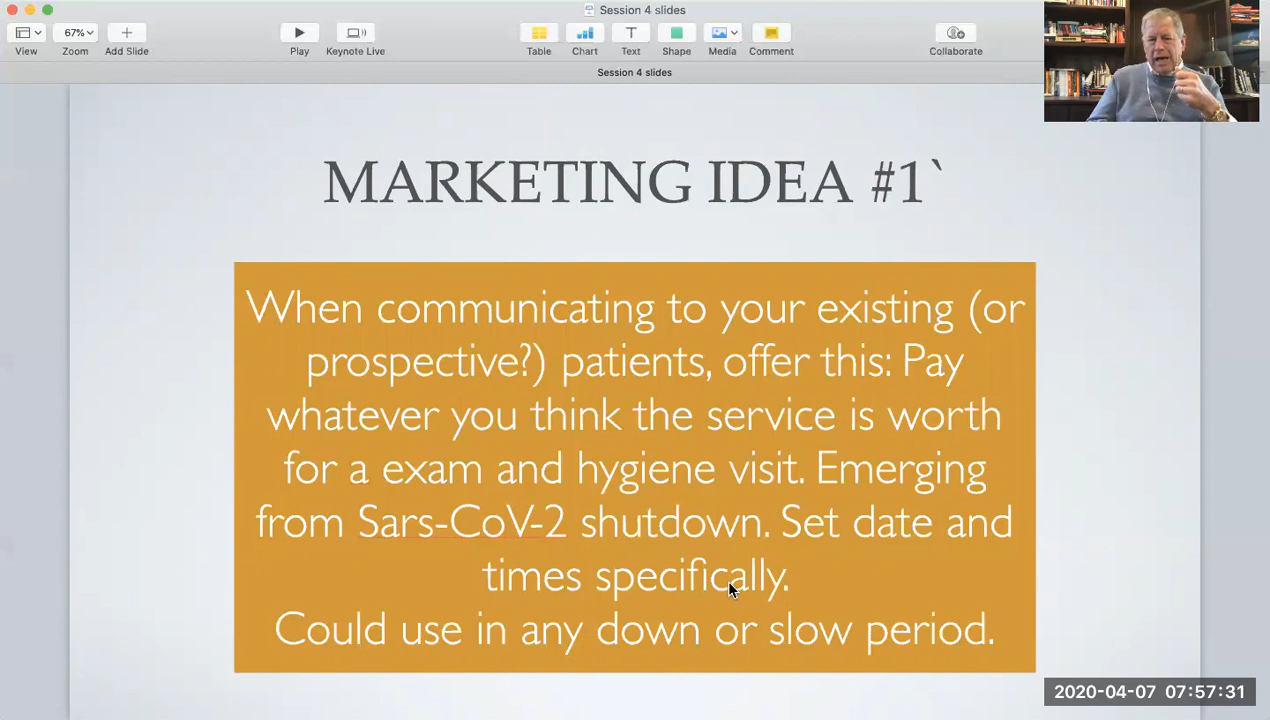 Session 4 slides
View
67%
Zoom
Add Slide
Play
Keynote Live
Table
Chart
T
Text
Shape
Media
Comment
Collaborate
Session 4 slides
MARKETING IDEA #1`
When communicating to your existing (or
prospective?) patients, offer this: Pay
whatever you think the service is worth
for a exam and hygiene visit. Emerging
from Sars-CoV-2 shutdown. Set date and
times specifically.
Could use in any down or slow period.
2020-04-07 07:57:31